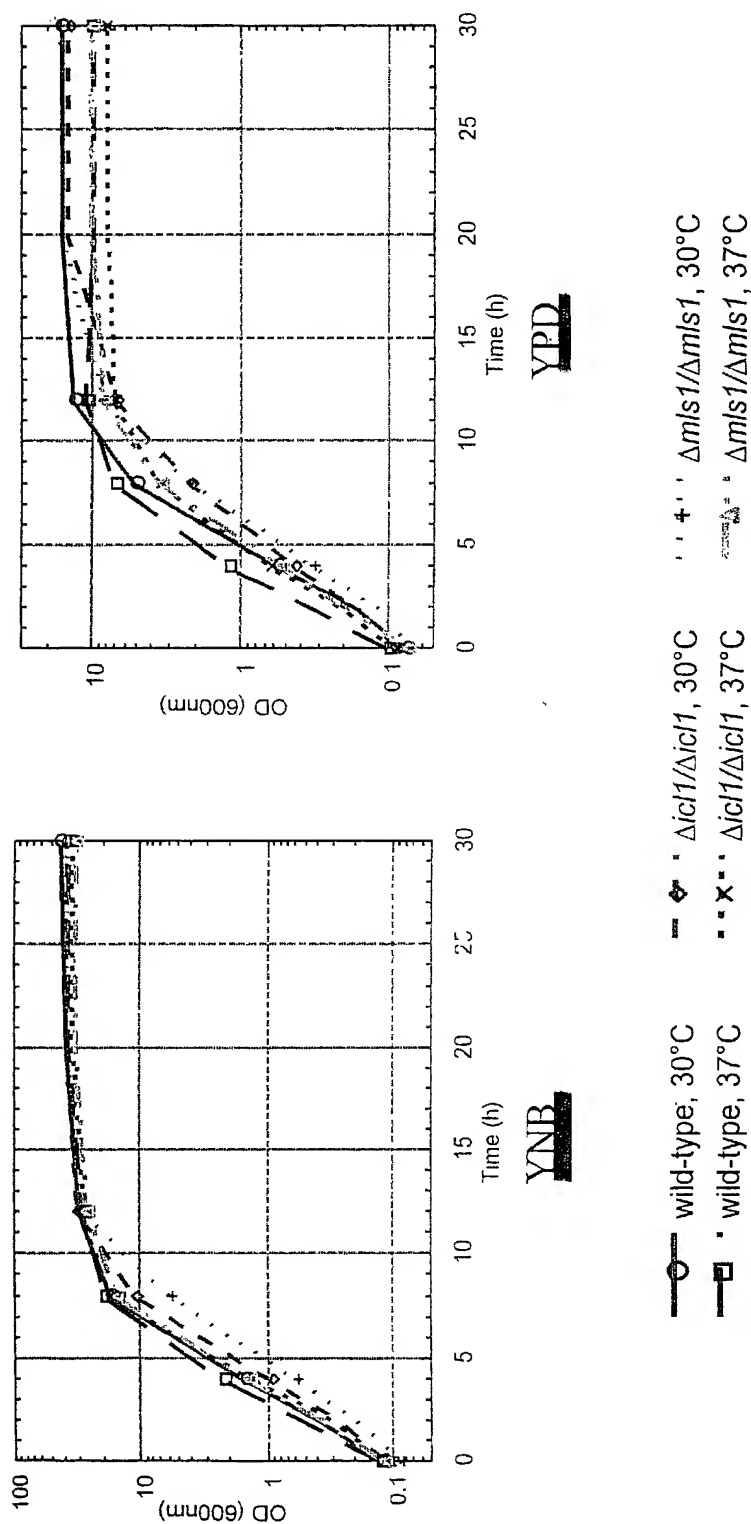 100
10
1
0.1
OD (600nm)
0
5
10
15
20
25
30
Time (h)
YNB
10
1
0 1
OD (600nm)
0
5
10
15
20
25
30
Time (h)
YPD
wild-type, 30°C
wild-type, 37°C
Δicl1/Δicl1, 30°C
Δicl1/Δicl1, 37°C
Δmls1/Δmls1, 30°C
Δmls1/Δmls1, 37°C